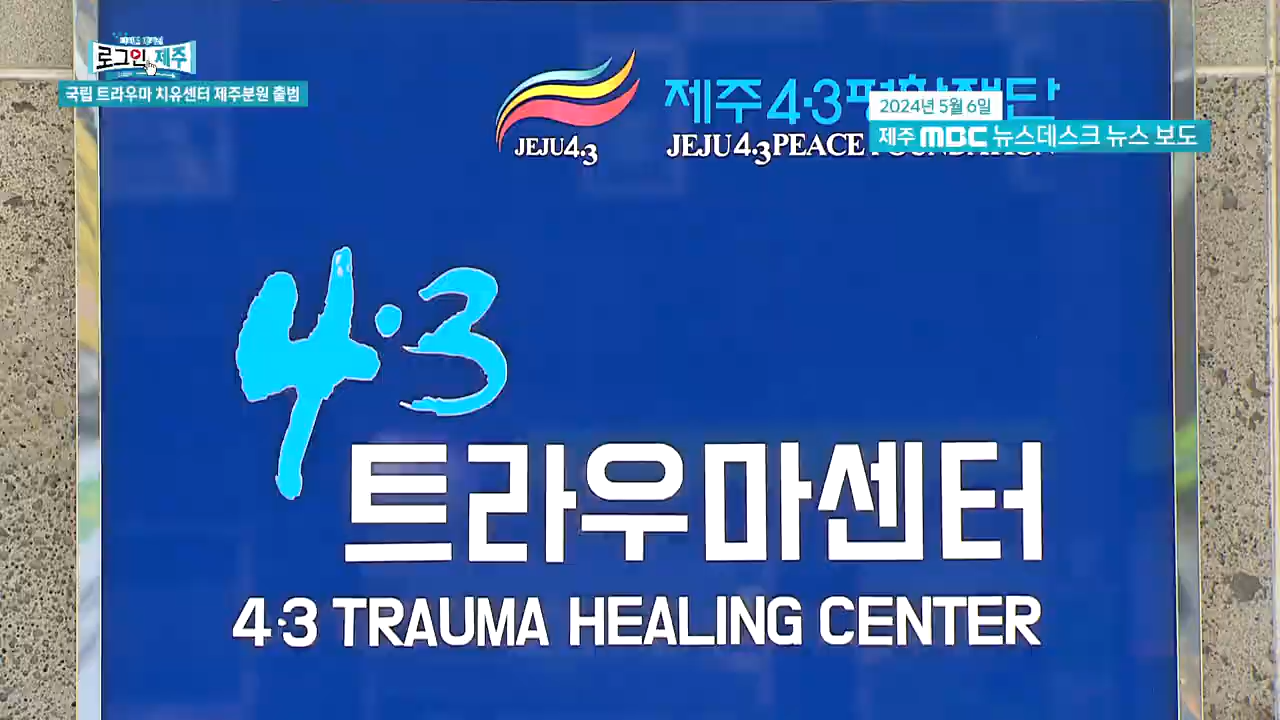 로그인 제주
국립 트라우마 치유센터 제주분원 출범
2024년 5월 6일
제주 MBC 뉴스데스크 뉴스 보도
JEJU4.3
제주4·3평화재단
JEJU4.3PEACE FOUNDATION
4·3
트라우마센터
4·3 TRAUMA HEALING CENTER